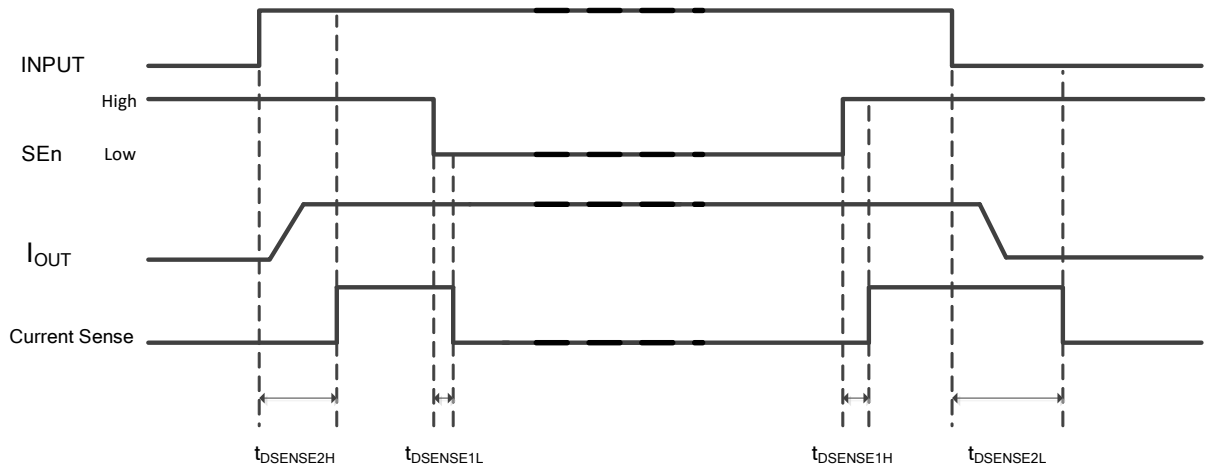 INPUT
High
SEn Low
IOUT
Current Sense
tDSENSE2H tDSENSE1L tDSENSE1H tDSENSE2L